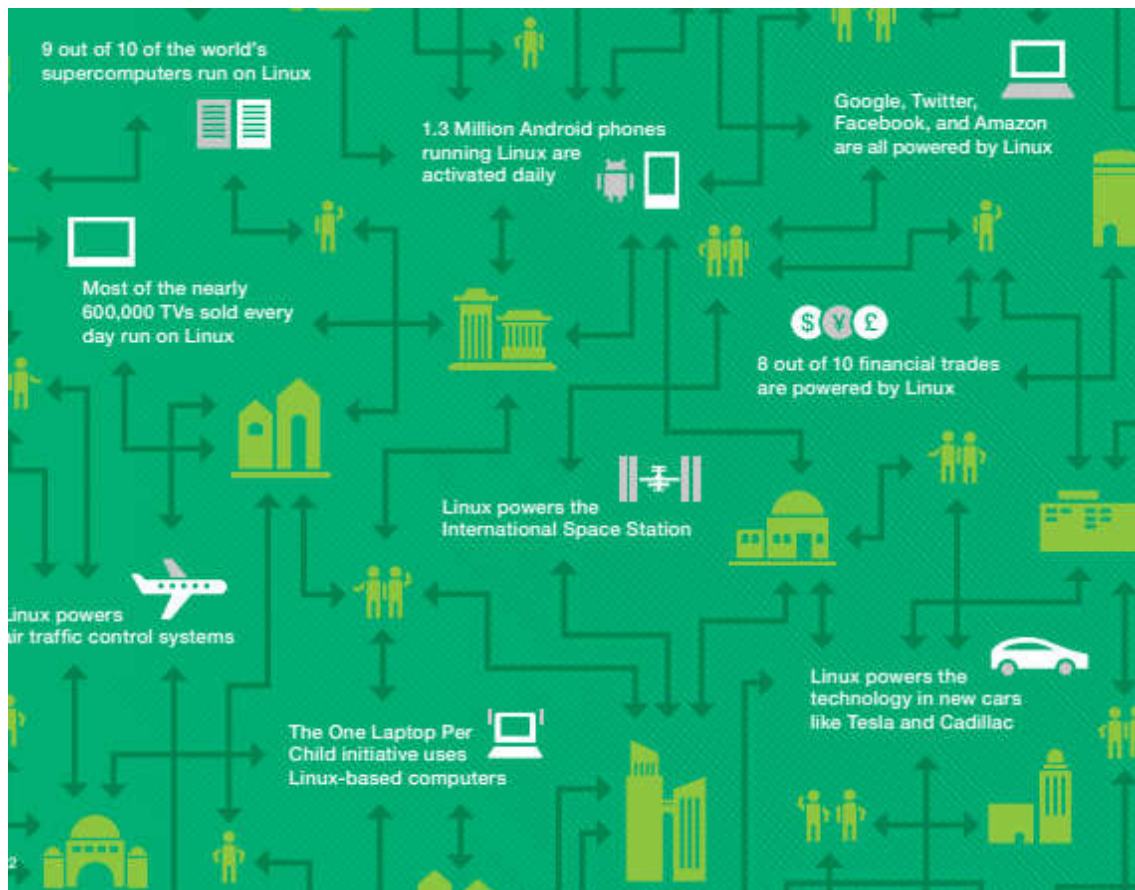 9 out of 10 of the world's
supercomputers run on Linux
1.3 Million Android phones
running Linux are
activated daily
Google, Twitter,
Facebook, and Amazon
are all powered by Linux
Most of the nearly
600,000 TVs sold every
day run on Linux
$ ¥ £
8 out of 10 financial trades
are powered by Linux
Linux powers the
International Space Station
Linux powers
air traffic control systems
Linux powers the
technology in new cars
like Tesla and Cadillac
The One Laptop Per
Child initiative uses
Linux-based computers
2